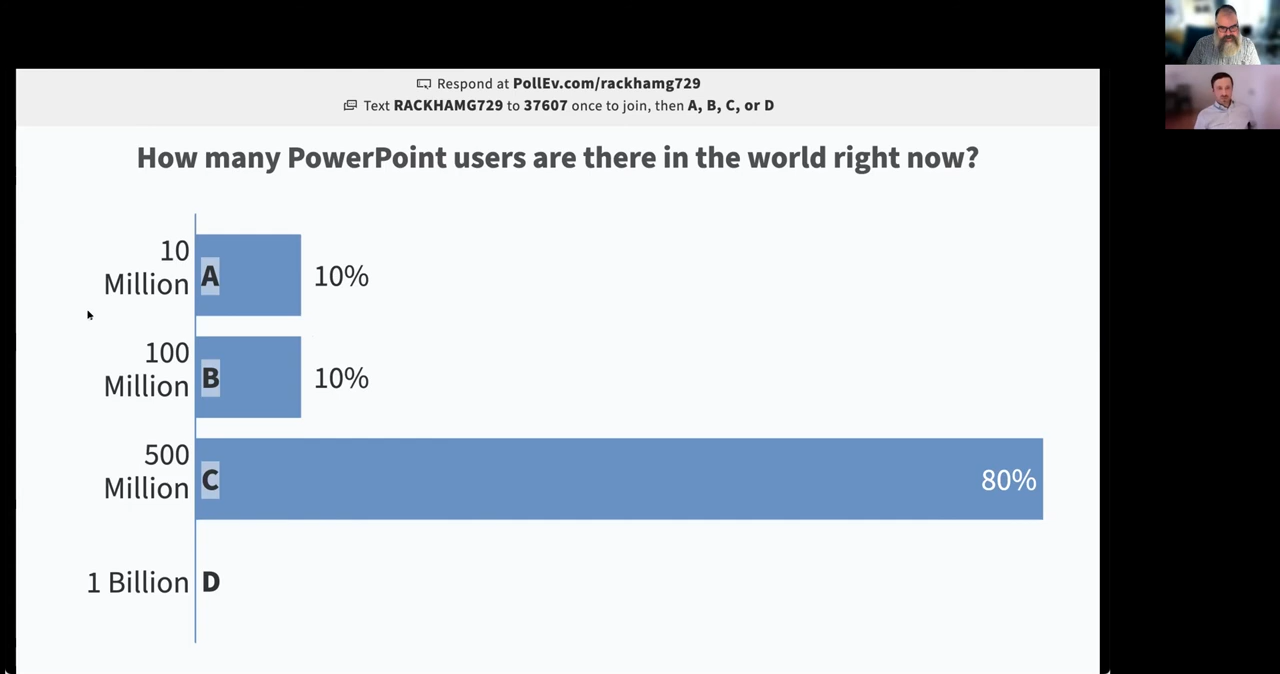 Respond at PollEv.com/rackhamg729
Text RACKHAMG729 to 37607 once to join, then A, B, C, or D
How many PowerPoint users are there in the world right now?
10
Million
A
10%
100
Million
B
10%
500
Million
C
80%
1 Billion
D